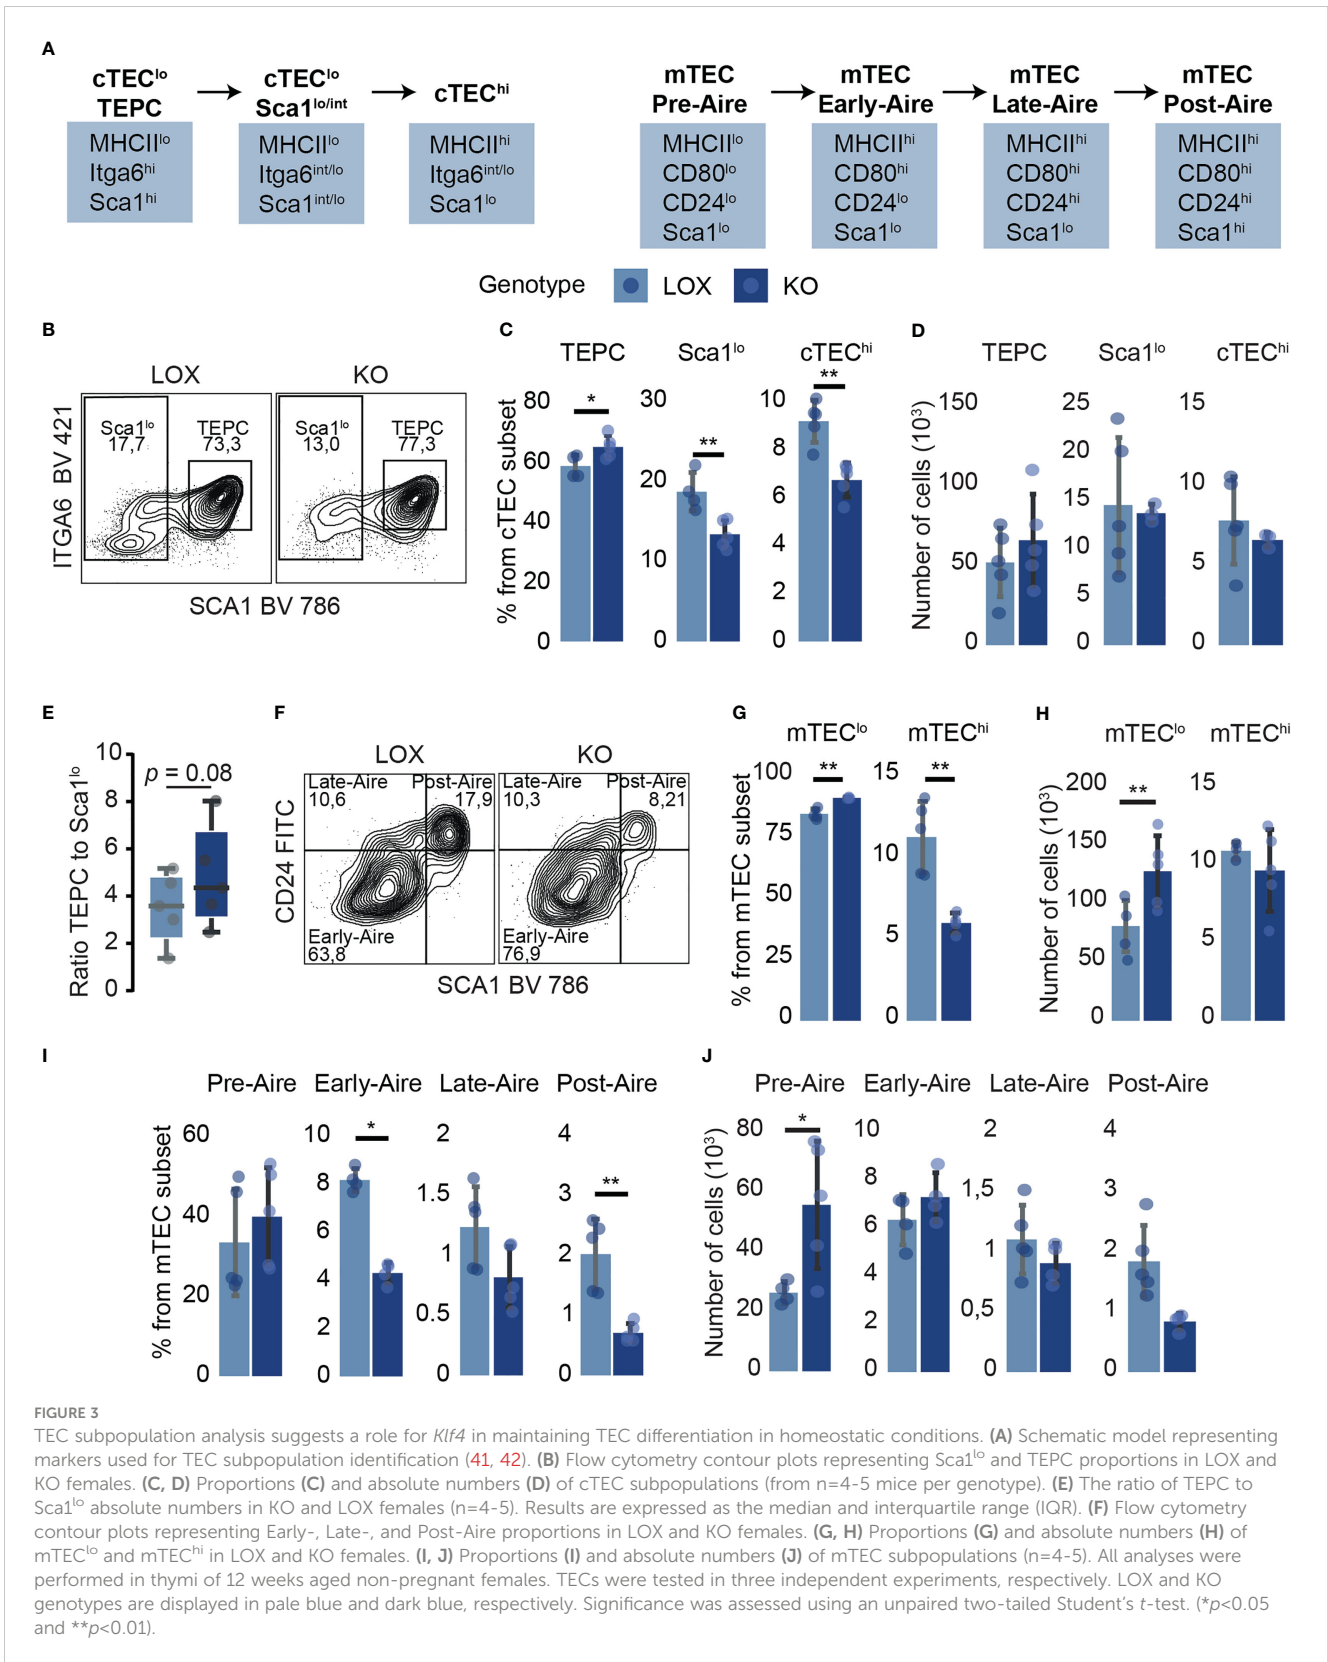 A
cTEClo
TEPC
cTEClo
Sca1lo/int
cTEChi
mTEC
Pre-Aire
mTEC
Early-Aire
mTEC
Late-Aire
mTEC
Post-Aire
MHCIIlo
Itga6hi
Sca1hi
MHCIIlo
Itga6int/lo
Sca1int/lo
MHCIIhi
Itga6int/lo
Sca1lo
MHCIIlo
CD80lo
CD24lo
Sca1lo
MHCIIhi
CD80hi
CD24lo
Sca1lo
MHCIIhi
CD80hi
CD24hi
Sca1lo
MHCIIhi
CD80hi
CD24hi
Sca1hi
Genotype LOX KO
B
LOX KO
ITGA6 BV 421
Sca1lo
17,7
TEPC
73,3
Sca1lo
13,0
TEPC
77,3
SCA1 BV 786
C
TEPC Sca1lo cTEChi
% from cTEC subset
80
60
40
20
0
*
30
20
10
0
**
10
8
6
4
2
0
**
D
TEPC Sca1lo cTEChi
Number of cells (103)
150
100
50
0
25
20
15
10
5
0
15
10
5
0
E
Ratio TEPC to Sca1lo
10
8
6
4
2
0
p = 0.08
F
LOX KO
CD24 FITC
Late-Aire
10,6
Post-Aire
17,9
Early-Aire
63,8
Late-Aire
10,3
Post-Aire
8,21
Early-Aire
76,9
SCA1 BV 786
G
mTEClo mTEChi
% from mTEC subset
100
75
50
25
0
**
15
10
5
0
**
H
mTEClo mTEChi
Number of cells (103)
200
150
100
50
0
**
15
10
5
0
I
Pre-Aire Early-Aire Late-Aire Post-Aire
% from mTEC subset
60
40
20
0
10
8
6
4
2
0
*
2
1.5
1
0.5
0
4
3
2
1
0
**
J
Pre-Aire Early-Aire Late-Aire Post-Aire
Number of cells (103)
80
60
40
20
0
*
10
8
6
4
2
0
2
1,5
1
0,5
0
4
3
2
1
0
FIGURE 3
TEC subpopulation analysis suggests a role for Klf4 in maintaining TEC differentiation in homeostatic conditions. (A) Schematic model representing
markers used for TEC subpopulation identification (41, 42). (B) Flow cytometry contour plots representing Sca1lo and TEPC proportions in LOX and
KO females. (C, D) Proportions (C) and absolute numbers (D) of cTEC subpopulations (from n=4-5 mice per genotype). (E) The ratio of TEPC to
Sca1lo absolute numbers in KO and LOX females (n=4-5). Results are expressed as the median and interquartile range (IQR). (F) Flow cytometry
contour plots representing Early-, Late-, and Post-Aire proportions in LOX and KO females. (G, H) Proportions (G) and absolute numbers (H) of
mTEClo and mTEChi in LOX and KO females. (I, J) Proportions (I) and absolute numbers (J) of mTEC subpopulations (n=4-5). All analyses were
performed in thymi of 12 weeks aged non-pregnant females. TECs were tested in three independent experiments, respectively. LOX and KO
genotypes are displayed in pale blue and dark blue, respectively. Significance was assessed using an unpaired two-tailed Student's t-test. (*p<0.05
and **p<0.01).